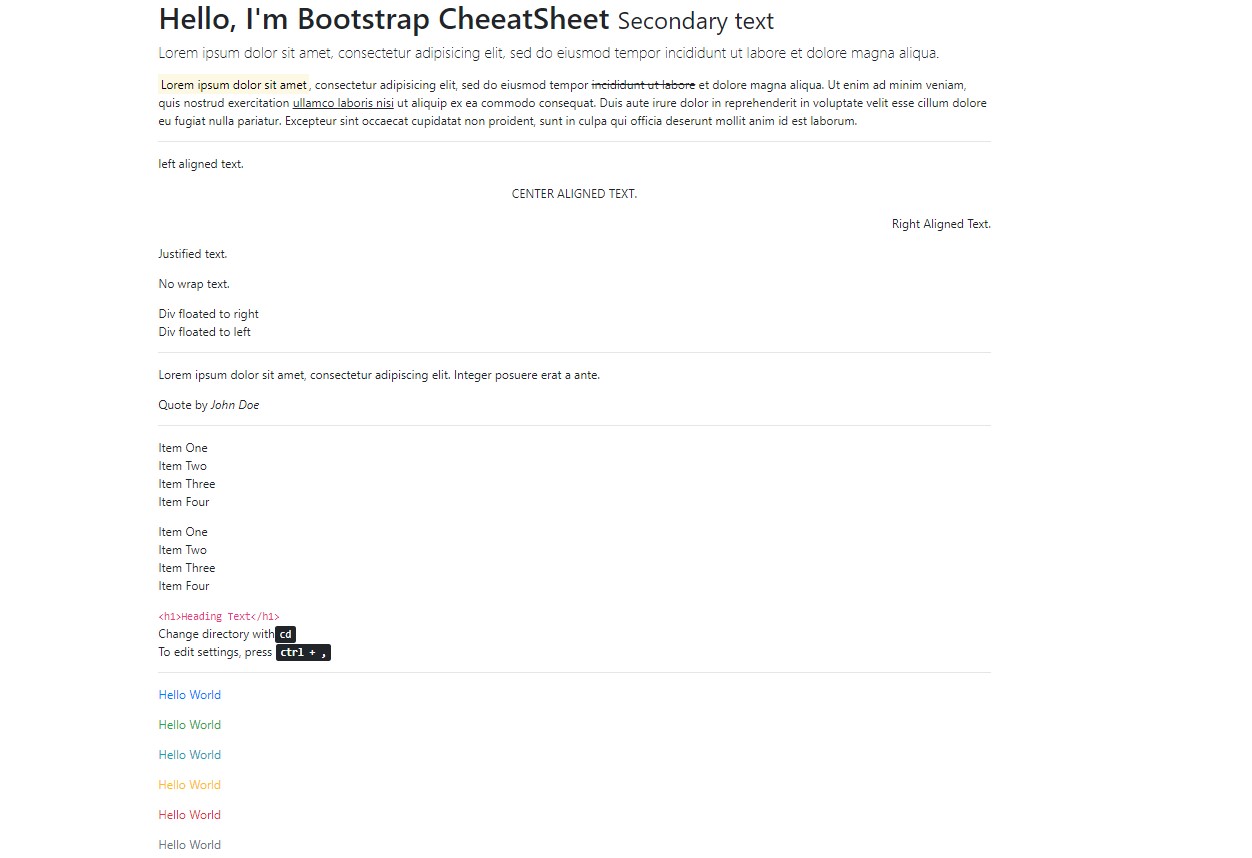 Hello, I'm Bootstrap CheeatSheet Secondary text
Lorem ipsum dolor sit amet, consectetur adipisicing elit, sed do eiusmod tempor incididunt ut labore et dolore magna aliqua.
Lorem ipsum dolor sit amet, consectetur adipisicing elit, sed do eiusmod tempor incididunt ut labore et dolore magna aliqua. Ut enim ad minim veniam,
quis nostrud exercitation ullamco laboris nisi ut aliquip ex ea commodo consequat. Duis aute irure dolor in reprehenderit in voluptate velit esse cillum dolore
eu fugiat nulla pariatur. Excepteur sint occaecat cupidatat non proident, sunt in culpa qui officia deserunt mollit anim id est laborum.
left aligned text.
CENTER ALIGNED TEXT.
Right Aligned Text.
Justified text.
No wrap text.
Div floated to right
Div floated to left
Lorem ipsum dolor sit amet, consectetur adipiscing elit. Integer posuere erat a ante.
Quote by John Doe
Item One
Item Two
Item Three
Item Four
Item One
Item Two
Item Three
Item Four
<h1>Heading Text</h1>
Change directory with cd
To edit settings, press ctrl + ,
Hello World
Hello World
Hello World
Hello World
Hello World
Hello World